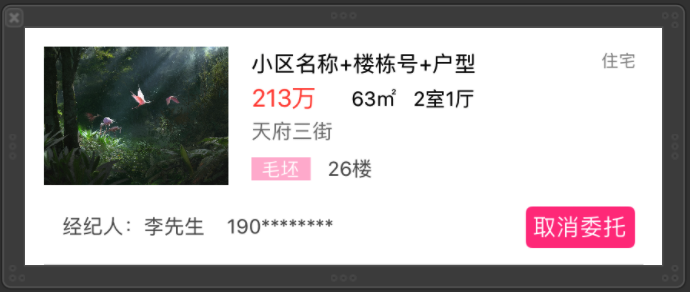 小区名称+楼栋号+户型 住宅
213万 63㎡ 2室1厅
天府三街
毛坯 26楼
经纪人：李先生 190******** 取消委托